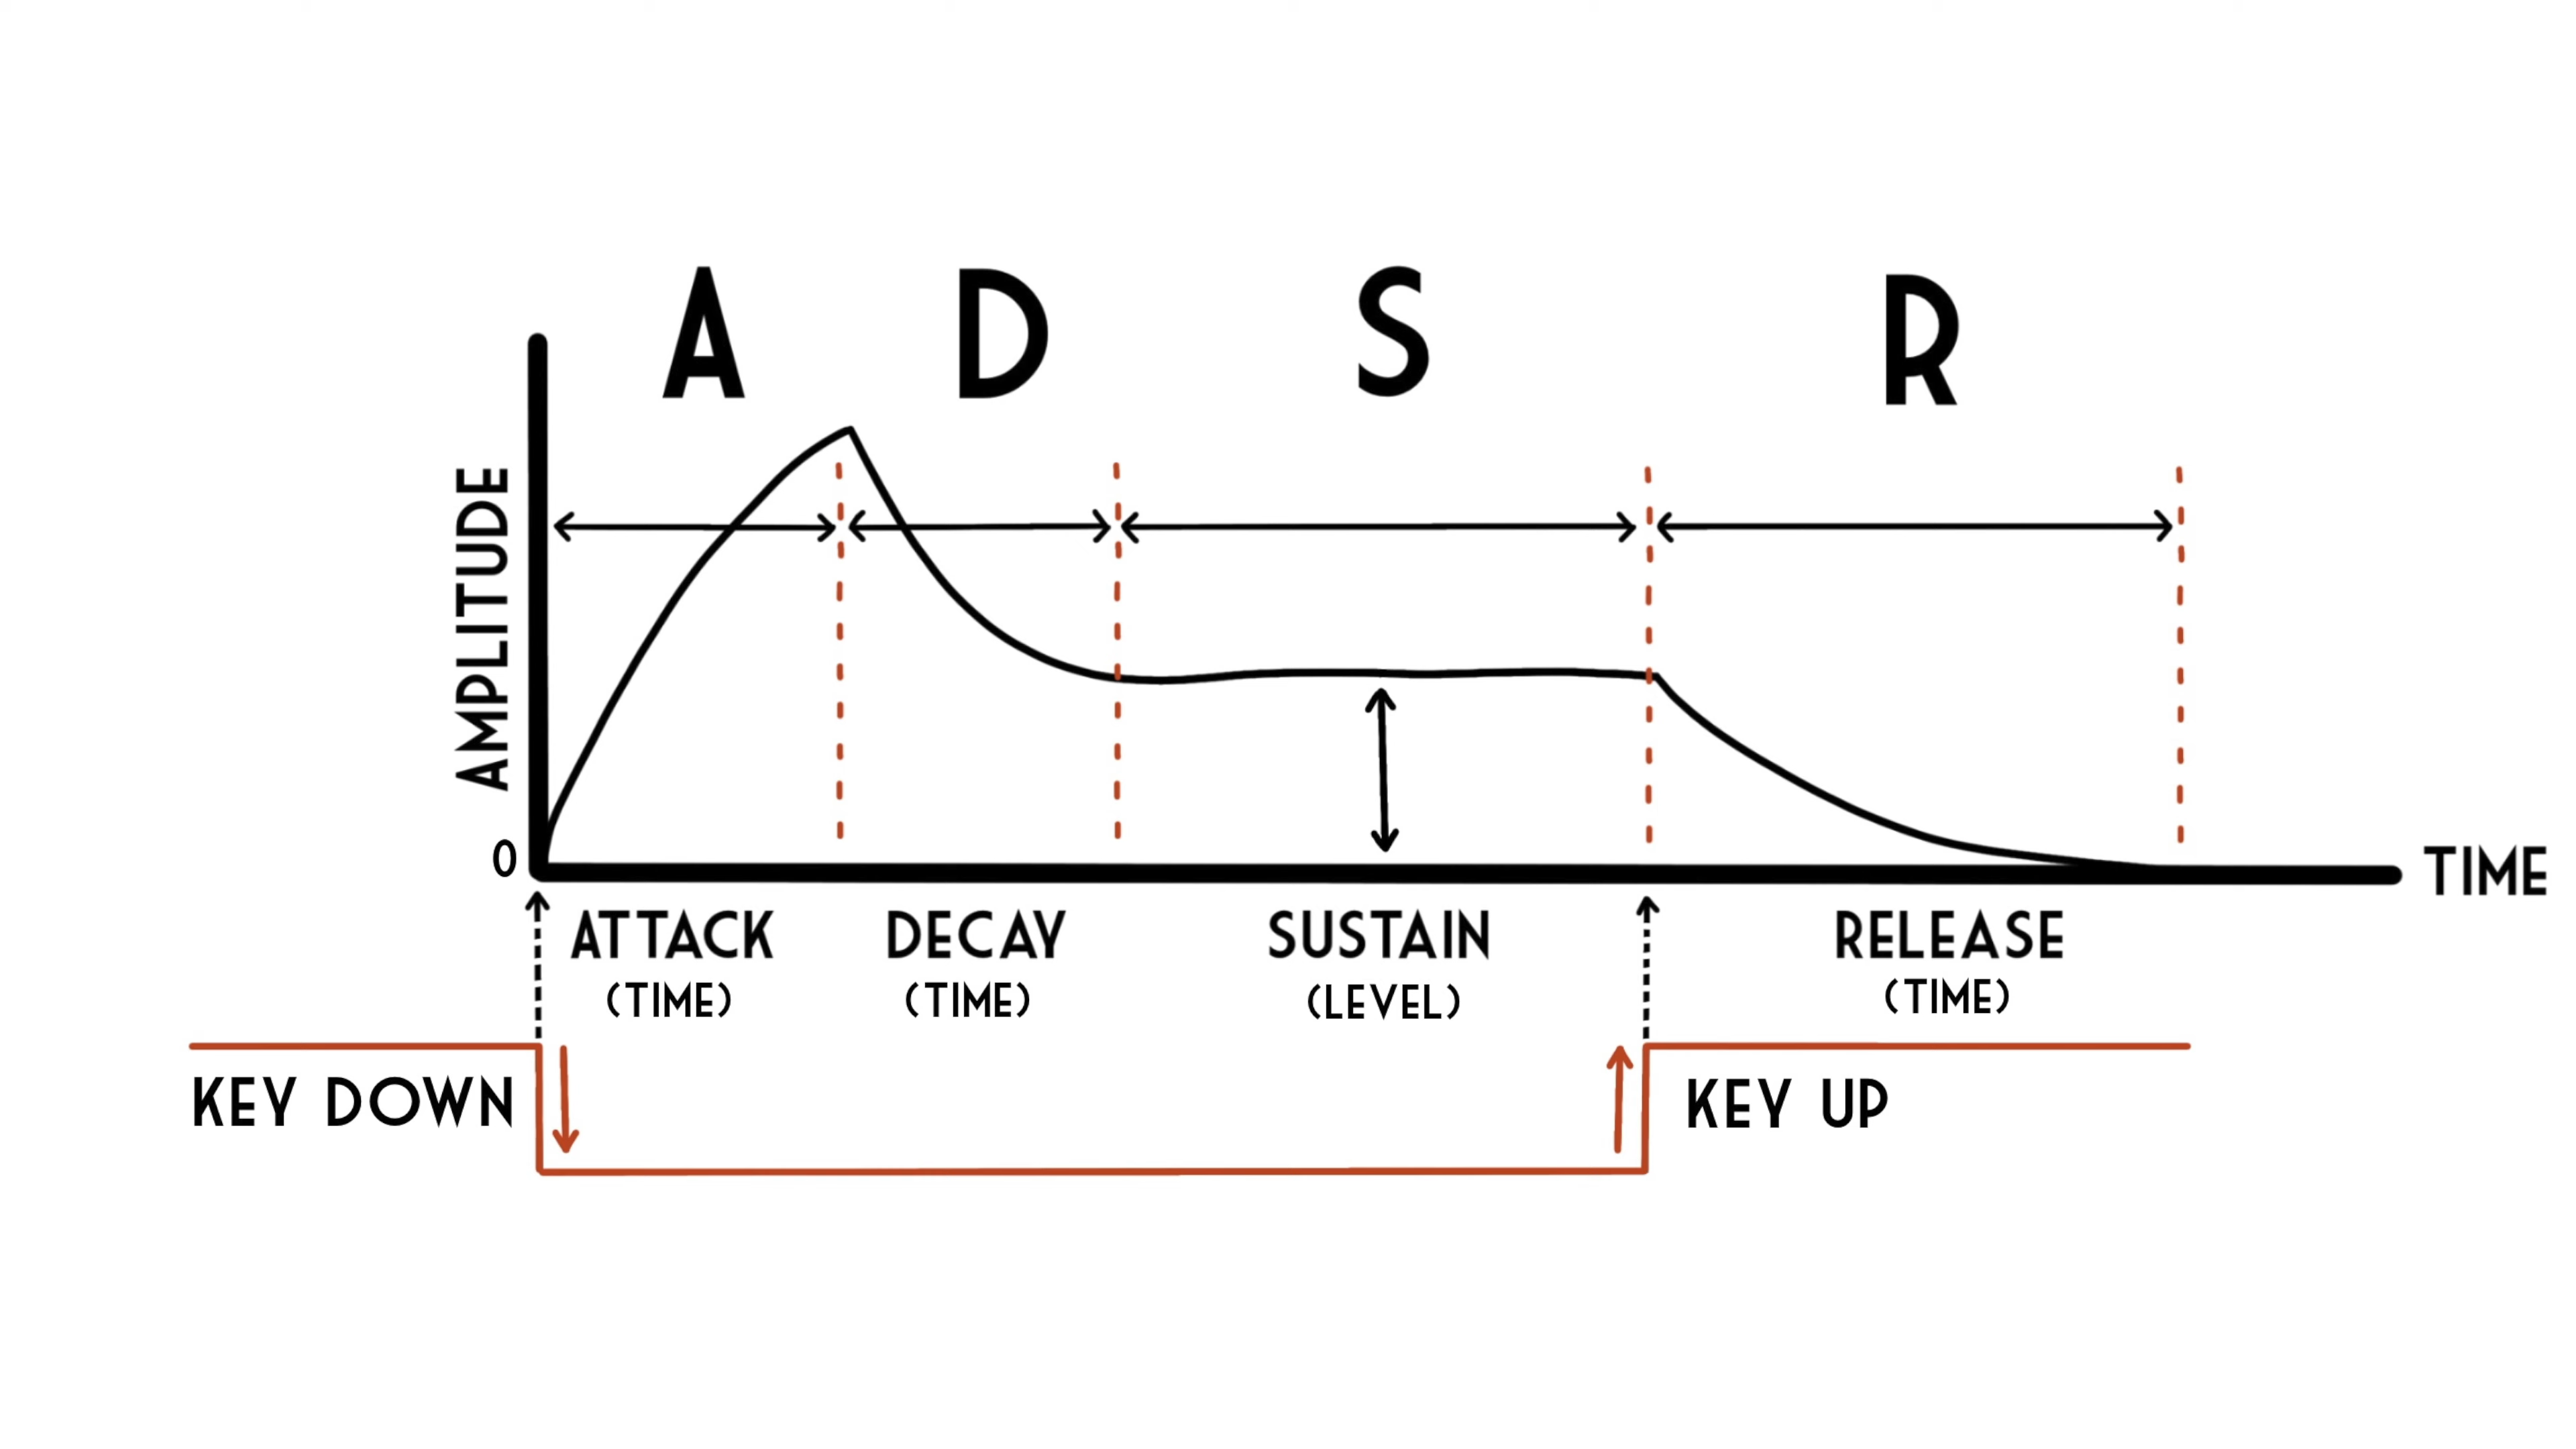 A D S R
AMPLITUDE
0
TIME
ATTACK DECAY SUSTAIN RELEASE
(TIME) (TIME) (LEVEL) (TIME)
KEY DOWN KEY UP